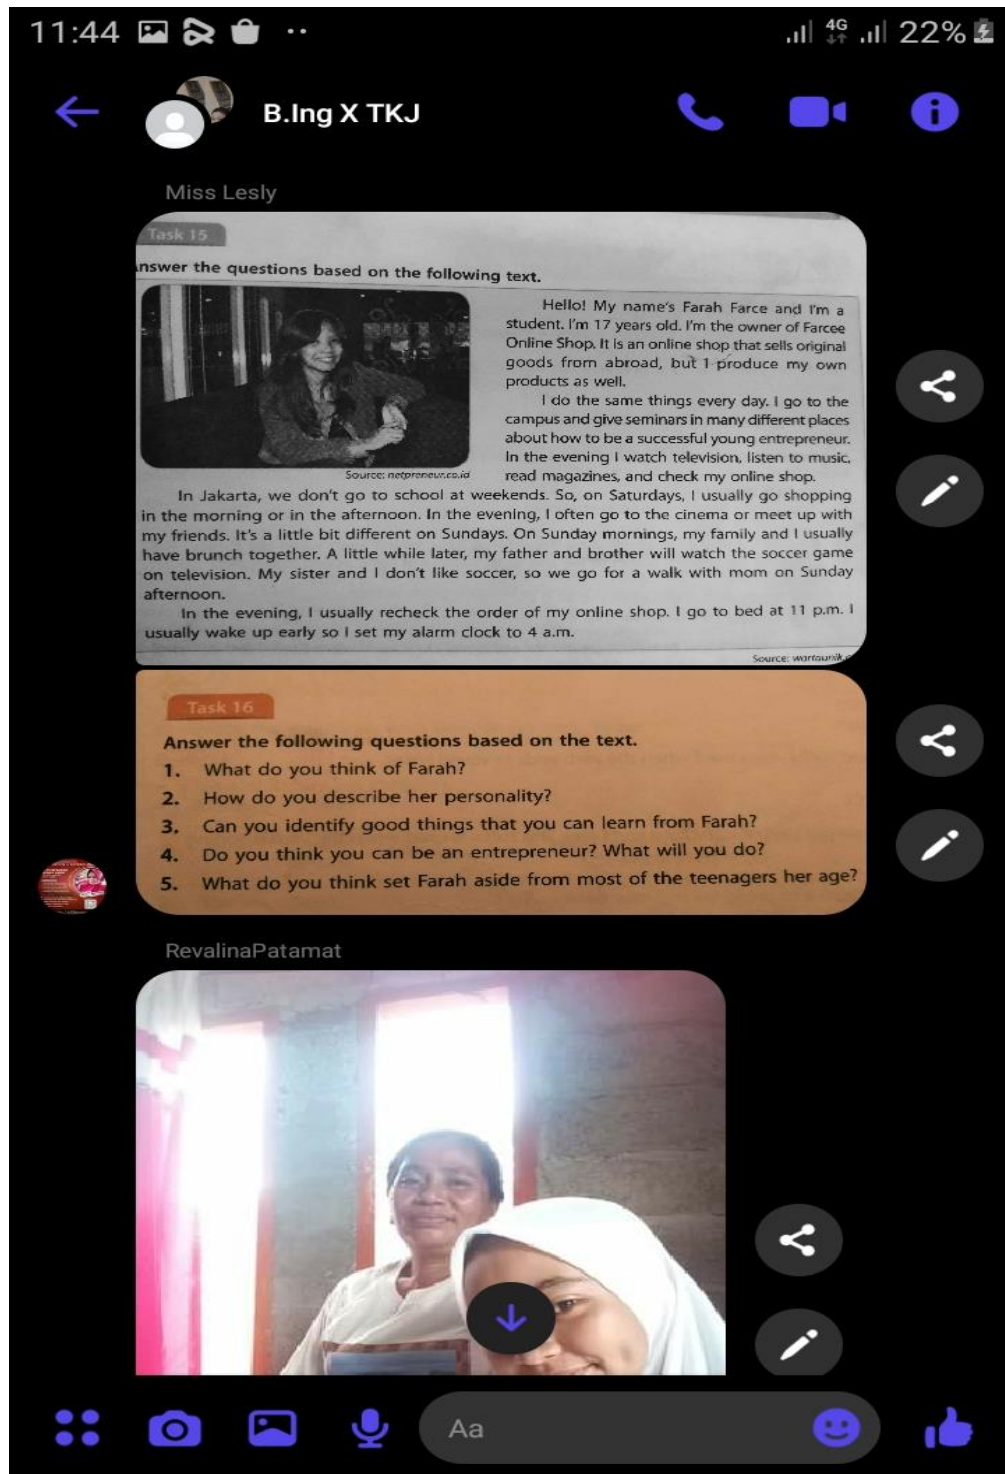 11:44
4G
22%
B.Ing X TKJ
Miss Lesly
Task 15
nswer the questions based on the following text.
Hello! My name's Farah Farce and I'm a
student. I'm 17 years old. I'm the owner of Farcee
Online Shop. It is an online shop that sells original
goods from abroad, but I produce my own
products as well.
I do the same things every day. I go to the
campus and give seminars in many different places
about how to be a successful young entrepreneur.
In the evening I watch television, listen to music,
Source: netpreneur.co.id
read magazines, and check my online shop.
In Jakarta, we don't go to school at weekends. So, on Saturdays, I usually go shopping
in the morning or in the afternoon. In the evening, I often go to the cinema or meet up with
my friends. It's a little bit different on Sundays. On Sunday mornings, my family and I usually
have brunch together. A little while later, my father and brother will watch the soccer game
on television. My sister and I don't like soccer, so we go for a walk with mom on Sunday
afternoon.
In the evening, I usually recheck the order of my online shop. I go to bed at 11 p.m. I
usually wake up early so I set my alarm clock to 4 a.m.
Source: wartaunik.c
Task 16
Answer the following questions based on the text.
1. What do you think of Farah?
2. How do you describe her personality?
3. Can you identify good things that you can learn from Farah?
4. Do you think you can be an entrepreneur? What will you do?
5. What do you think set Farah aside from most of the teenagers her age?
RevalinaPatamat
Aa